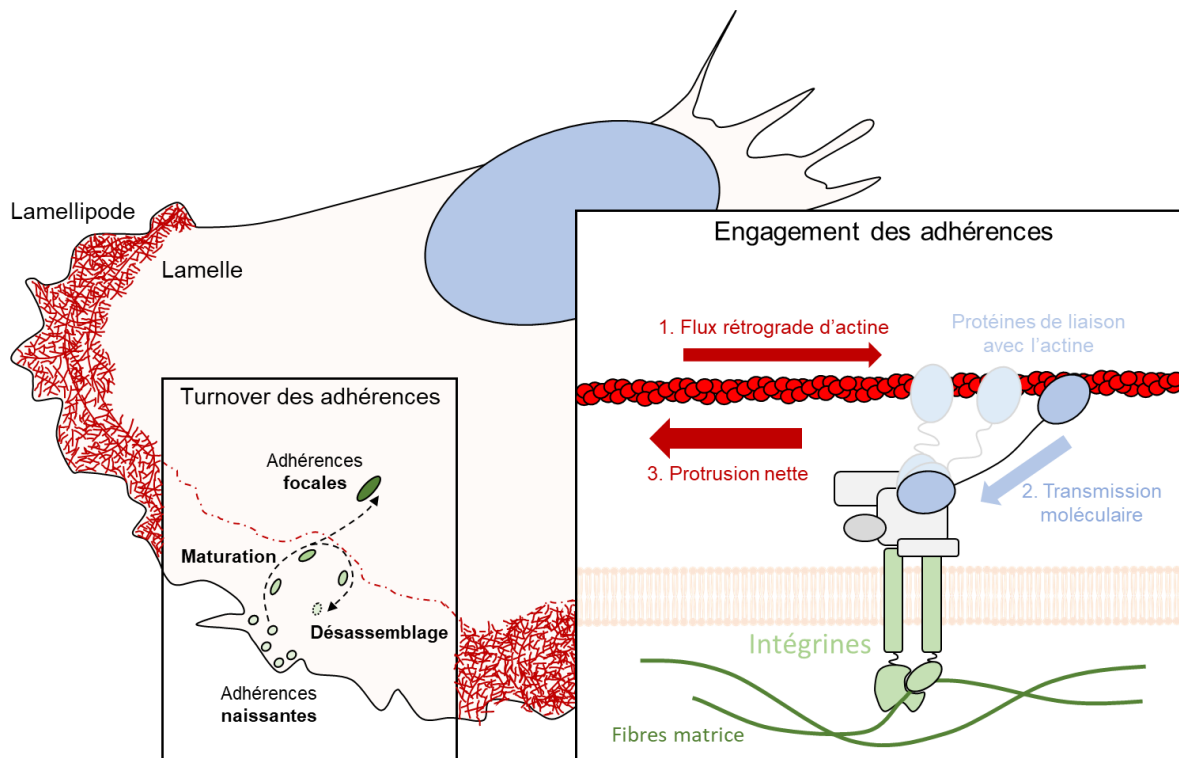 Lamellipode
Lamelle
Turnover des adhérences
Adhérences
focales
Maturation
Désassemblage
Adhérences
naissantes
Engagement des adhérences
1. Flux rétrograde d’actine
Protéines de liaison
avec l’actine
3. Protrusion nette
2. Transmission
moléculaire
Intégrines
Fibres matrice